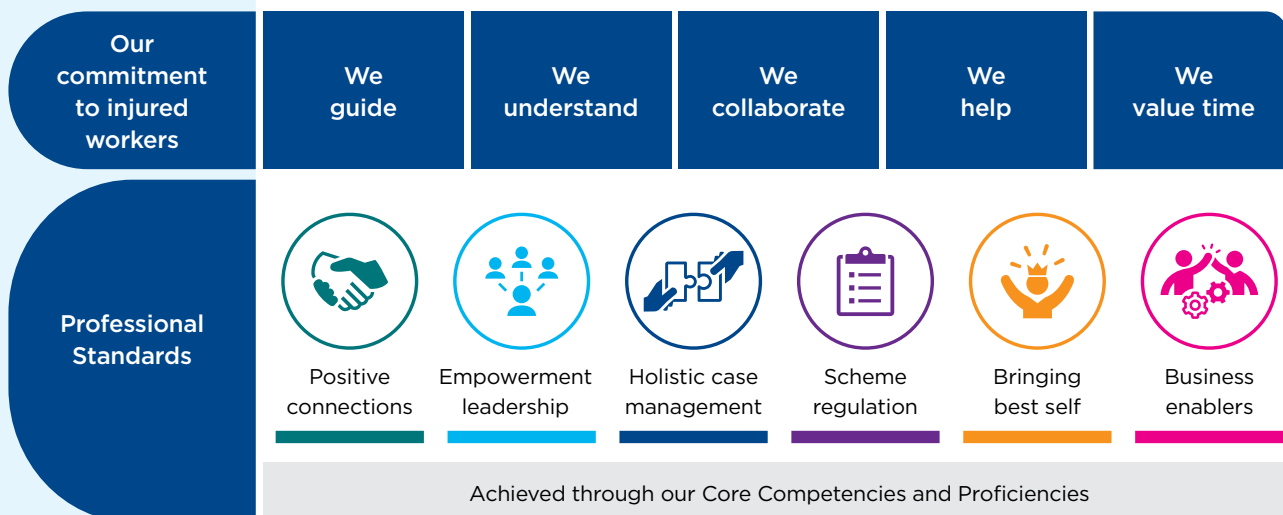 Our
commitment
to injured
workers
We
guide
We
understand
We
collaborate
We
help
We
value time
Professional
Standards
Positive
connections
Empowerment
leadership
Holistic case
management
Scheme
regulation
Bringing
best self
Business
enablers
Achieved through our Core Competencies and Proficiencies